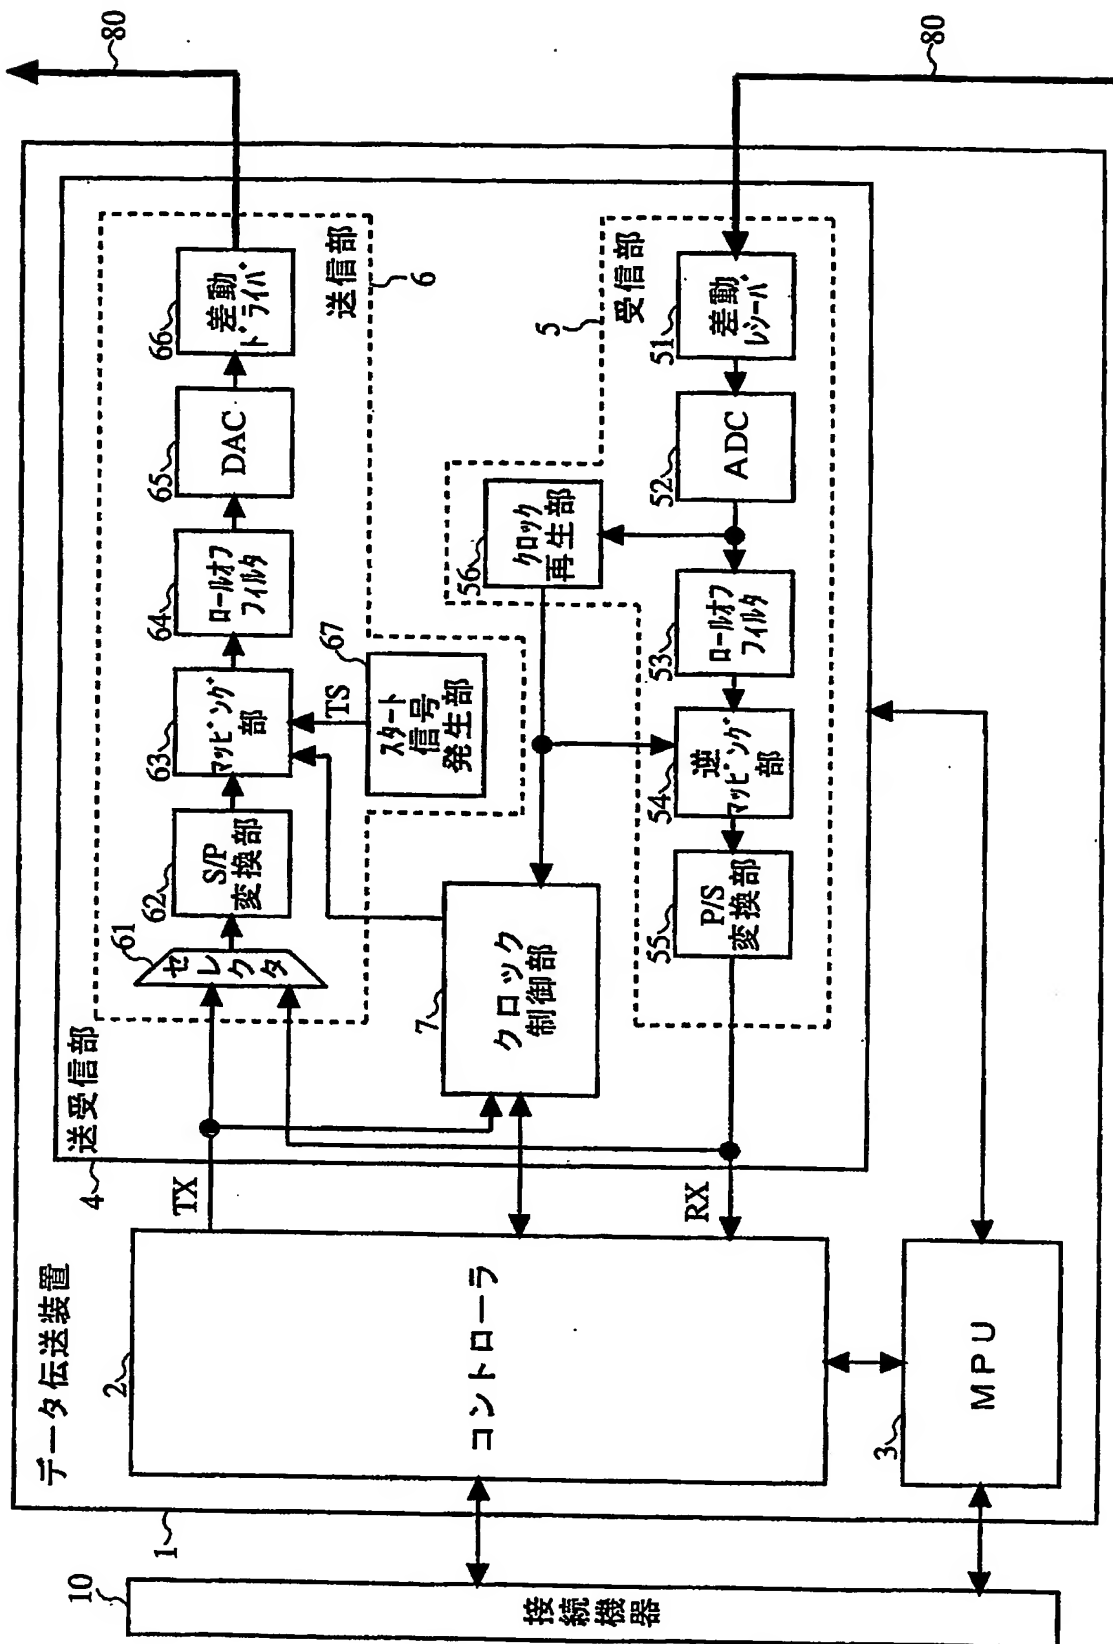 データ伝送装置
1
10
接続機器
2
コントローラ
3
MPU
TX
RX
4
送受信部
7
クロック
制御部
送信部
6
61
セレクタ
62
S/P
変換部
63
マッピング
部
64
ロールオフ
フィルタ
65
DAC
66
差動
ドライバ
80
TS
67
スタート
信号
発生部
5
受信部
51
差動
レシーバ
52
ADC
53
ロールオフ
フィルタ
54
逆
マッピング
部
55
P/S
変換部
56
クロック
再生部
80